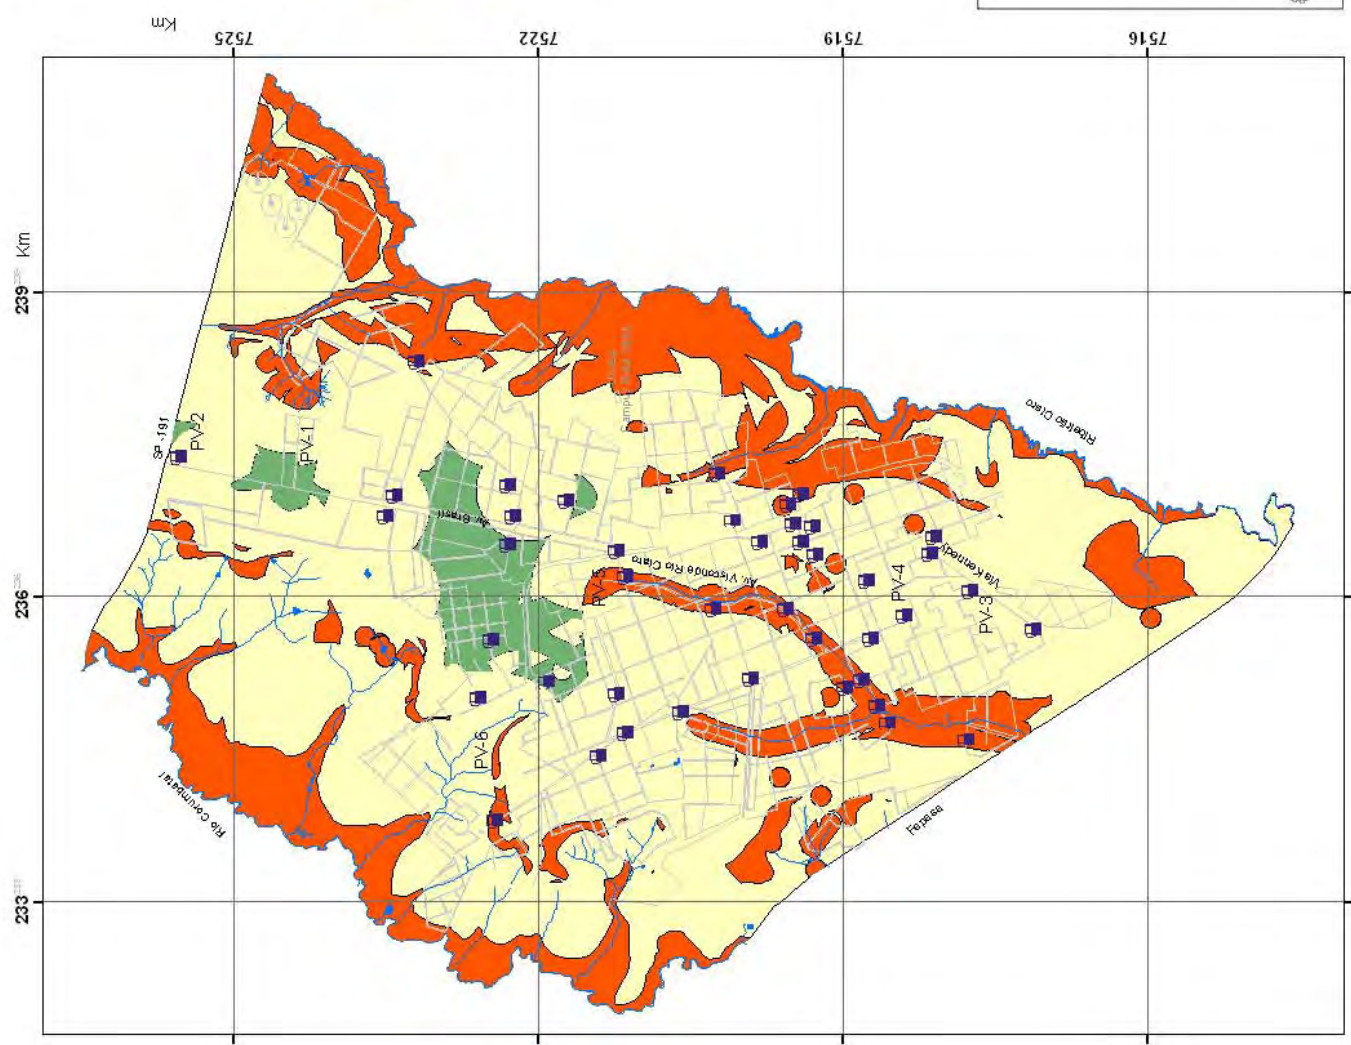 Km
7525
7522
7519
7516
Km
239
SP -191
PV-2
PV-1
Ribeirão Claro
Av. Brasil
Av. Visconde Rio Claro
Via Kennedy
236
PV-4
PV-3
PV-6
Rio Corumbataí
Fepasa
233